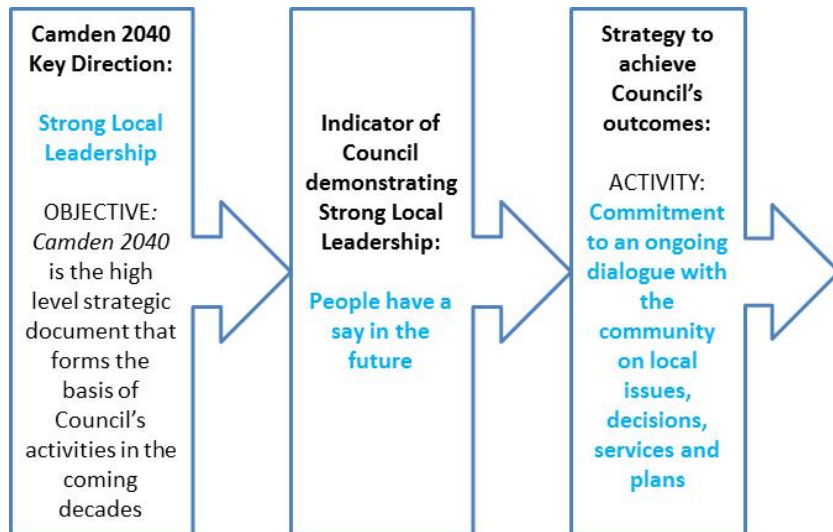 Camden 2040
Key Direction:
Strong Local
Leadership
OBJECTIVE:
Camden 2040
is the high
level strategic
document that
forms the
basis of
Council’s
activities in the
coming
decades
Indicator of
Council
demonstrating
Strong Local
Leadership:
People have a
say in the
future
Strategy to
achieve
Council’s
outcomes:
ACTIVITY:
Commitment
to an ongoing
dialogue with
the
community
on local
issues,
decisions,
services and
plans